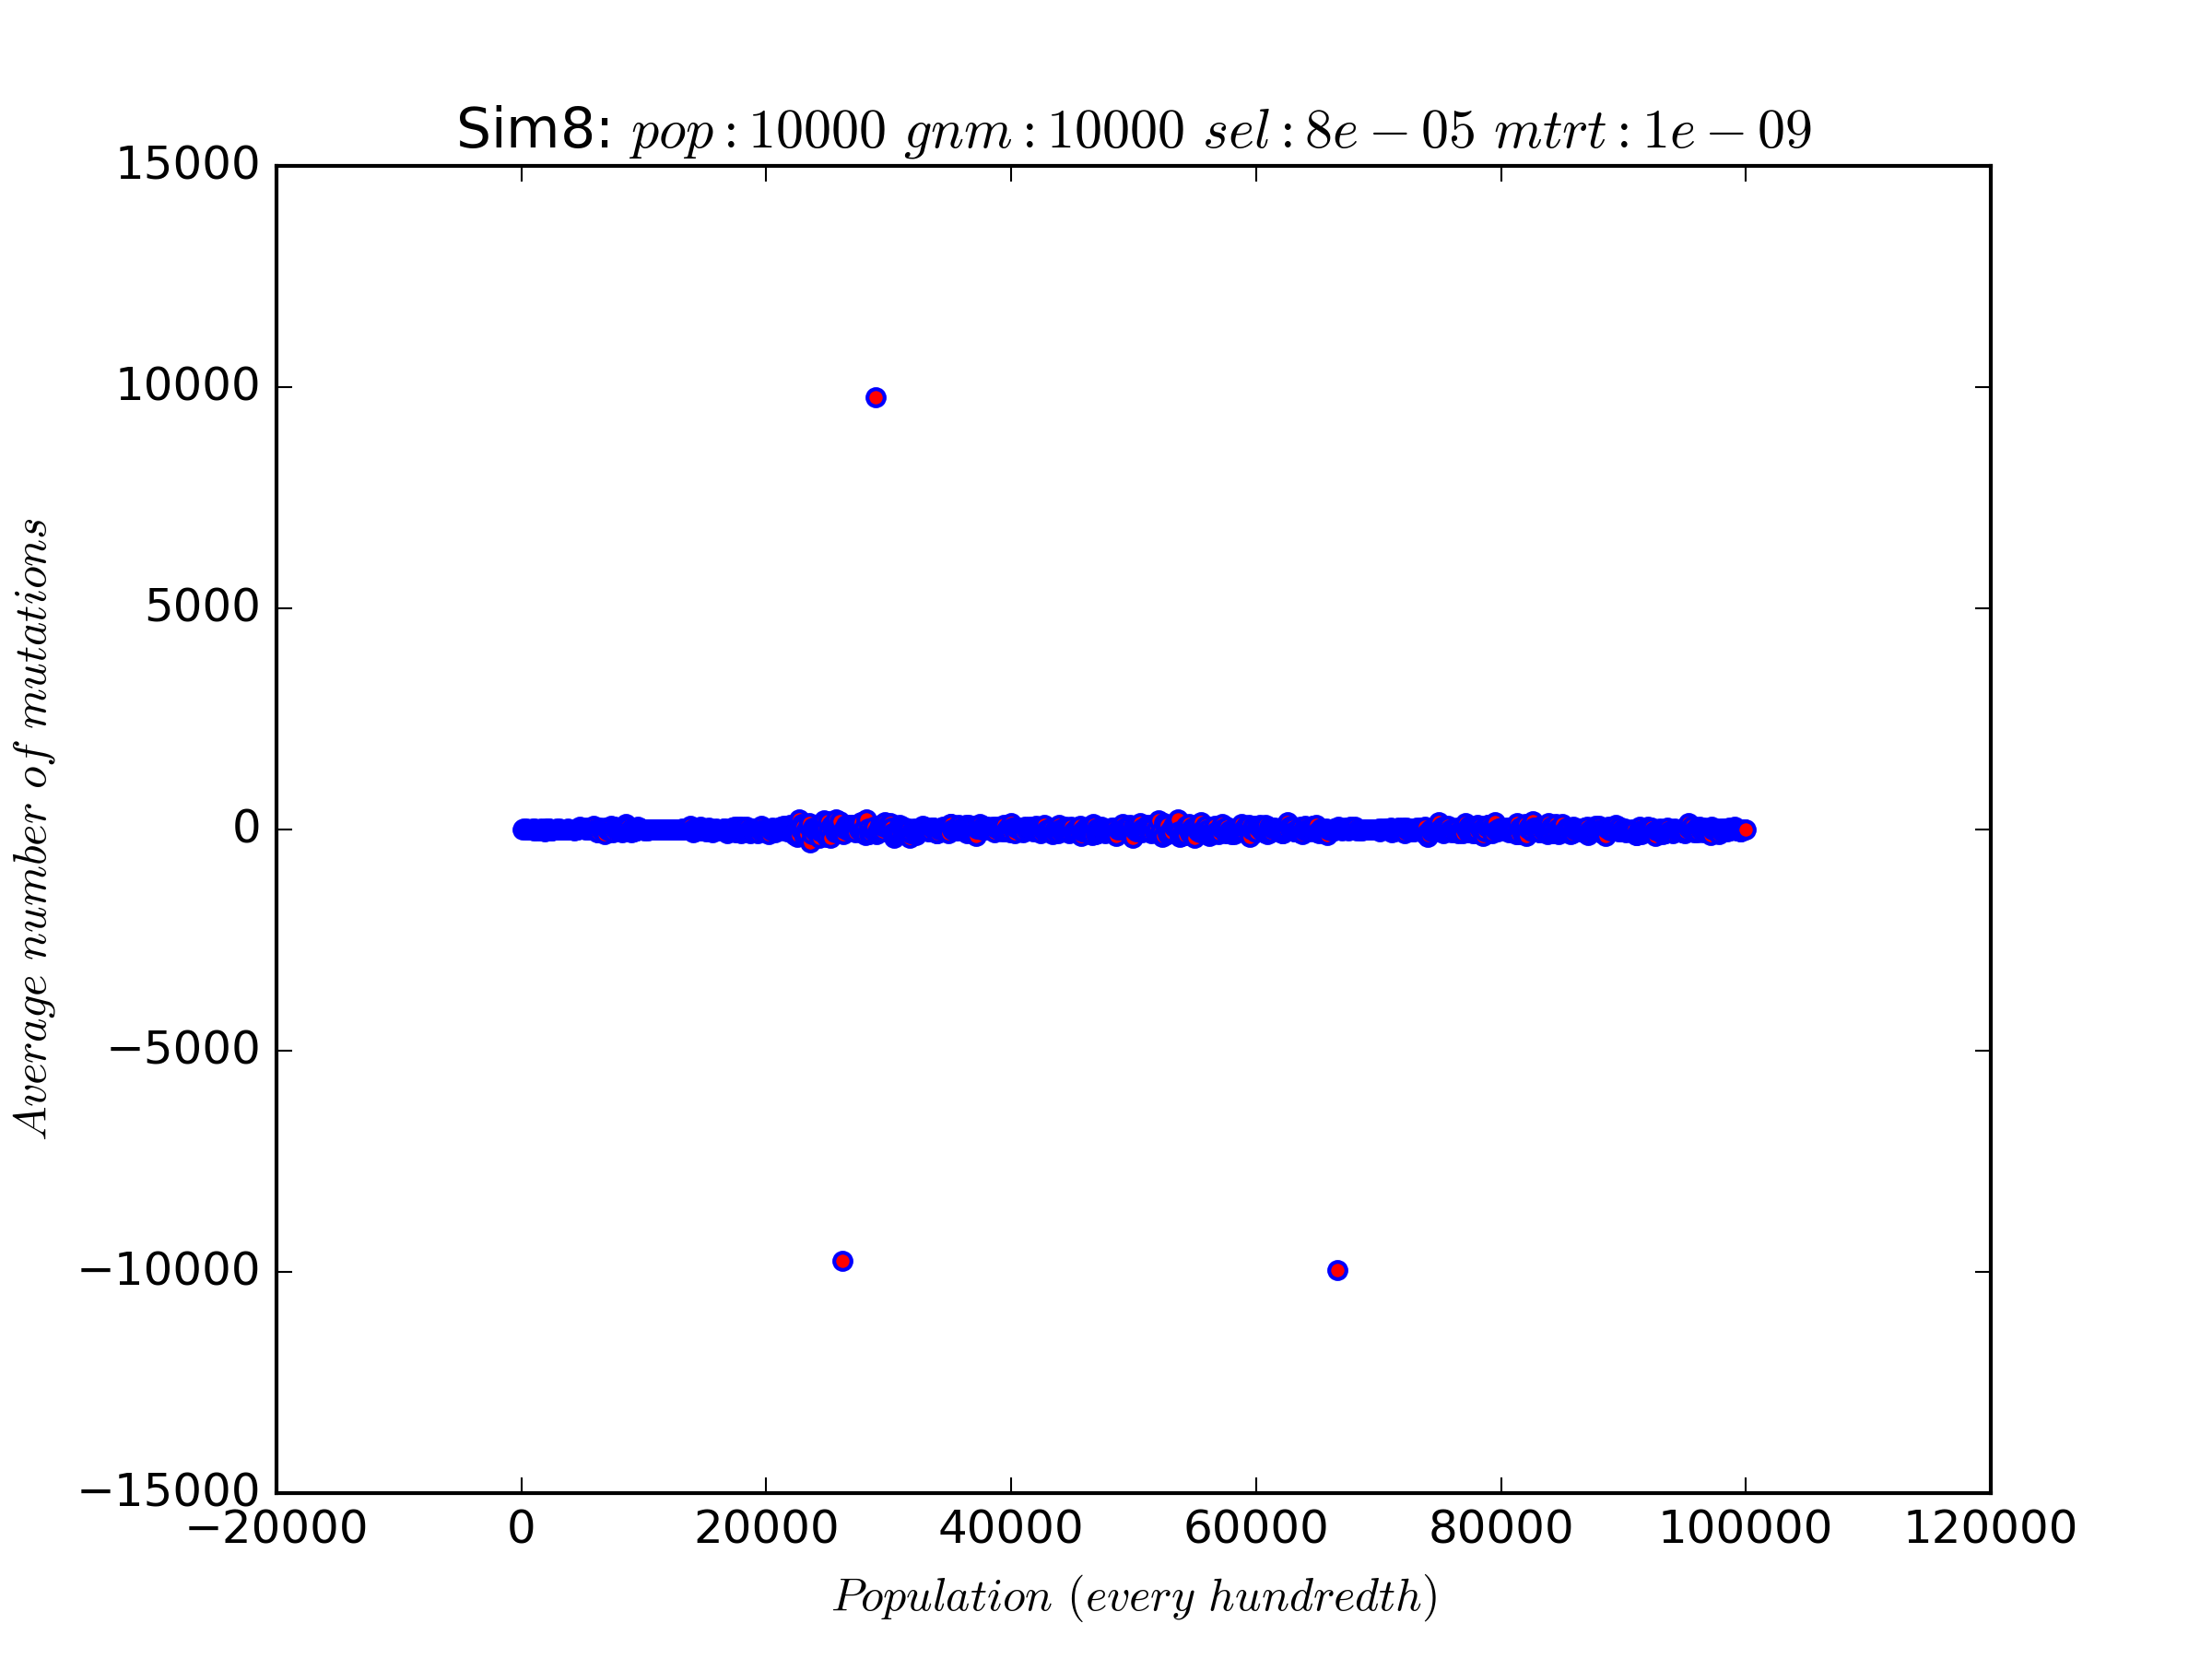 Sim8: pop : 10000 gnm : 10000 sel : 8e − 05 mtrt : 1e − 09
15000
10000
5000
0
−5000
−10000
−15000
Average number of mutations
−20000 0 20000 40000 60000 80000 100000 120000
Population (every hundredth)